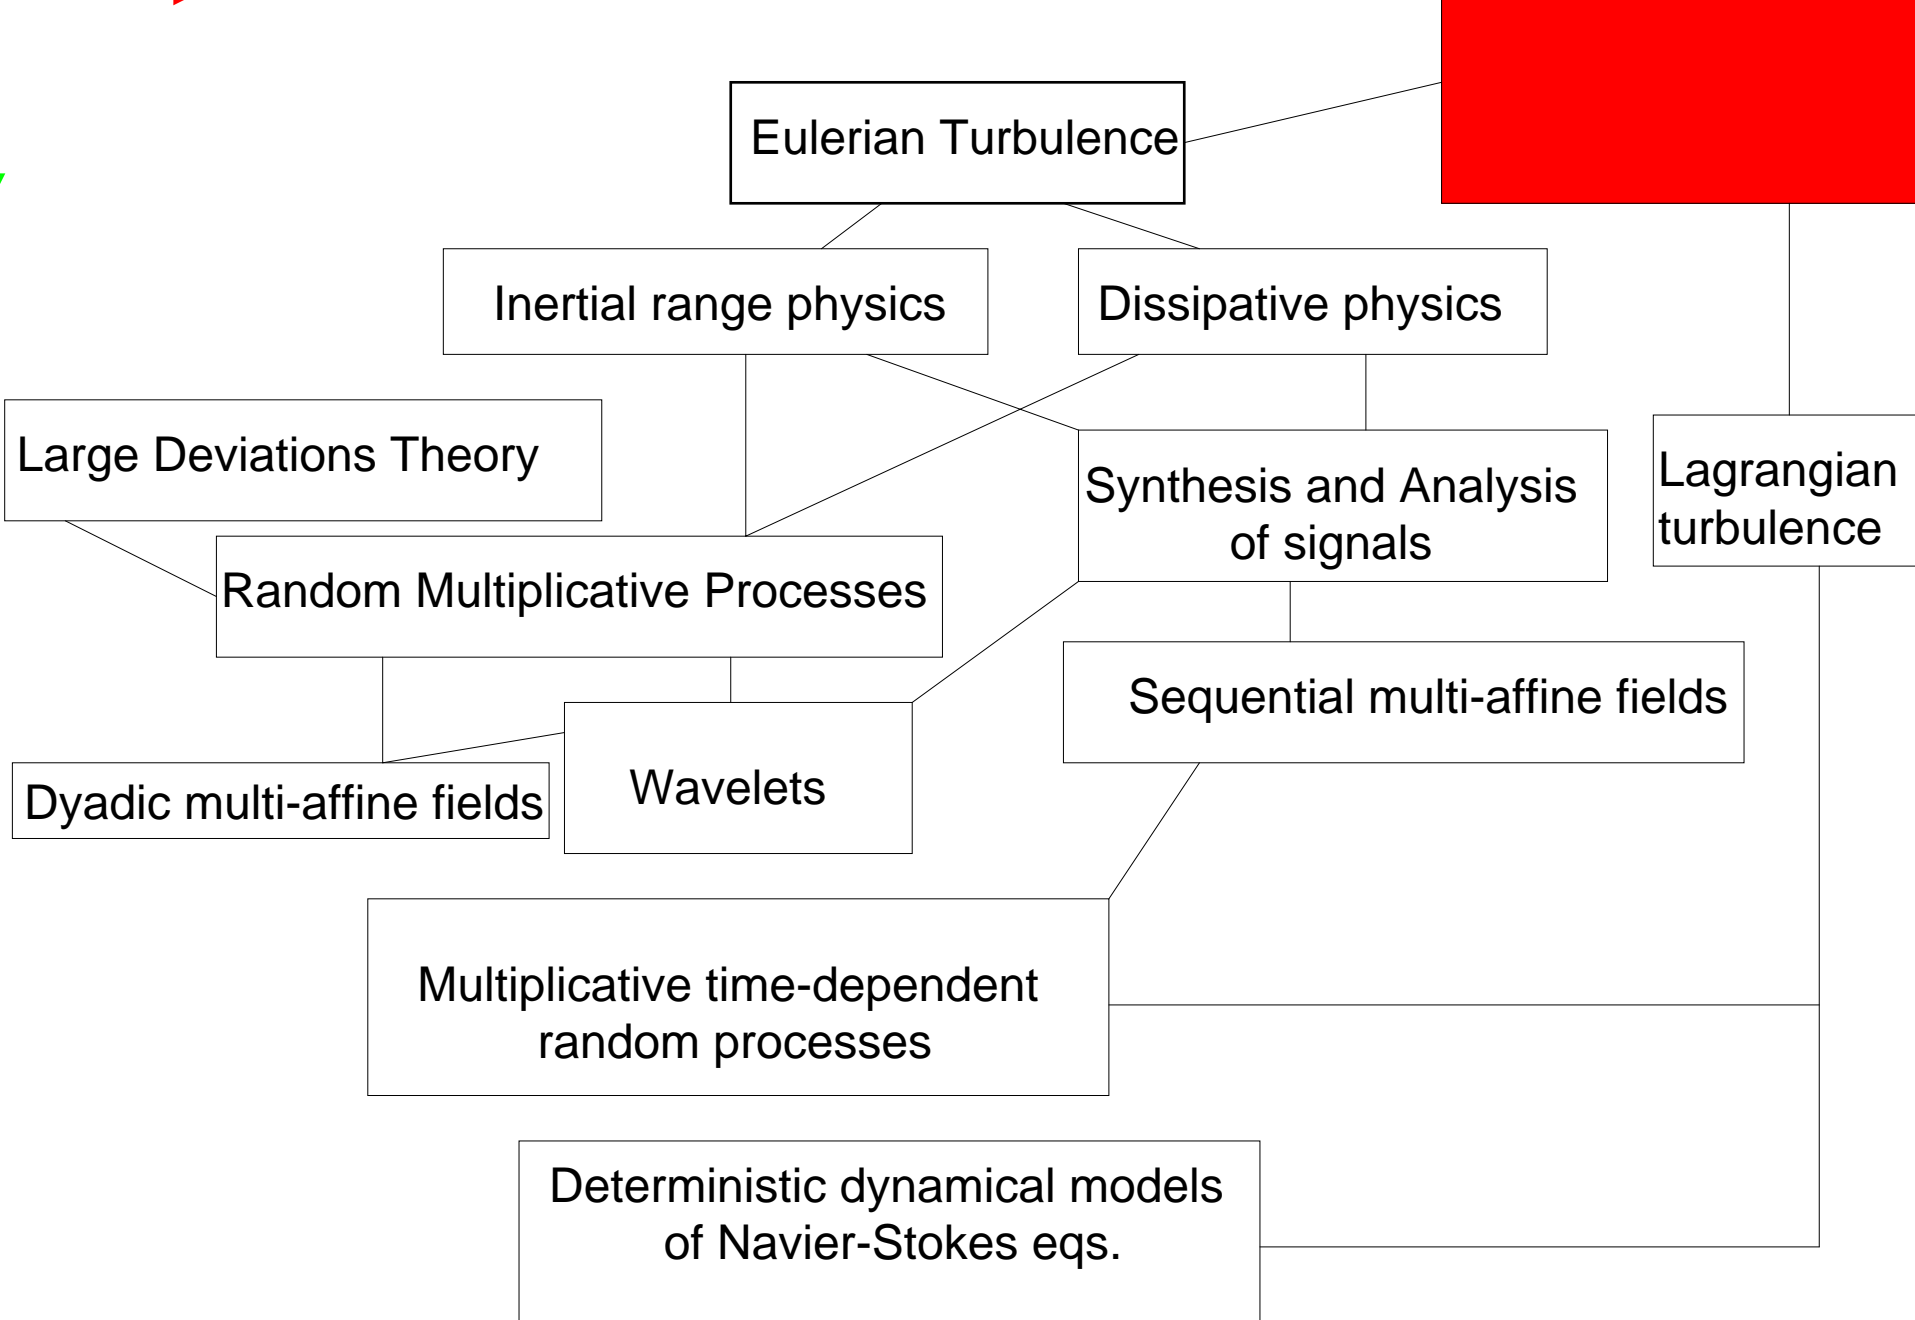 Eulerian Turbulence
Inertial range physics
Dissipative physics
Large Deviations Theory
Synthesis and Analysis
of signals
Lagrangian
turbulence
Random Multiplicative Processes
Sequential multi-affine fields
Dyadic multi-affine fields
Wavelets
Multiplicative time-dependent
random processes
Deterministic dynamical models
of Navier-Stokes eqs.